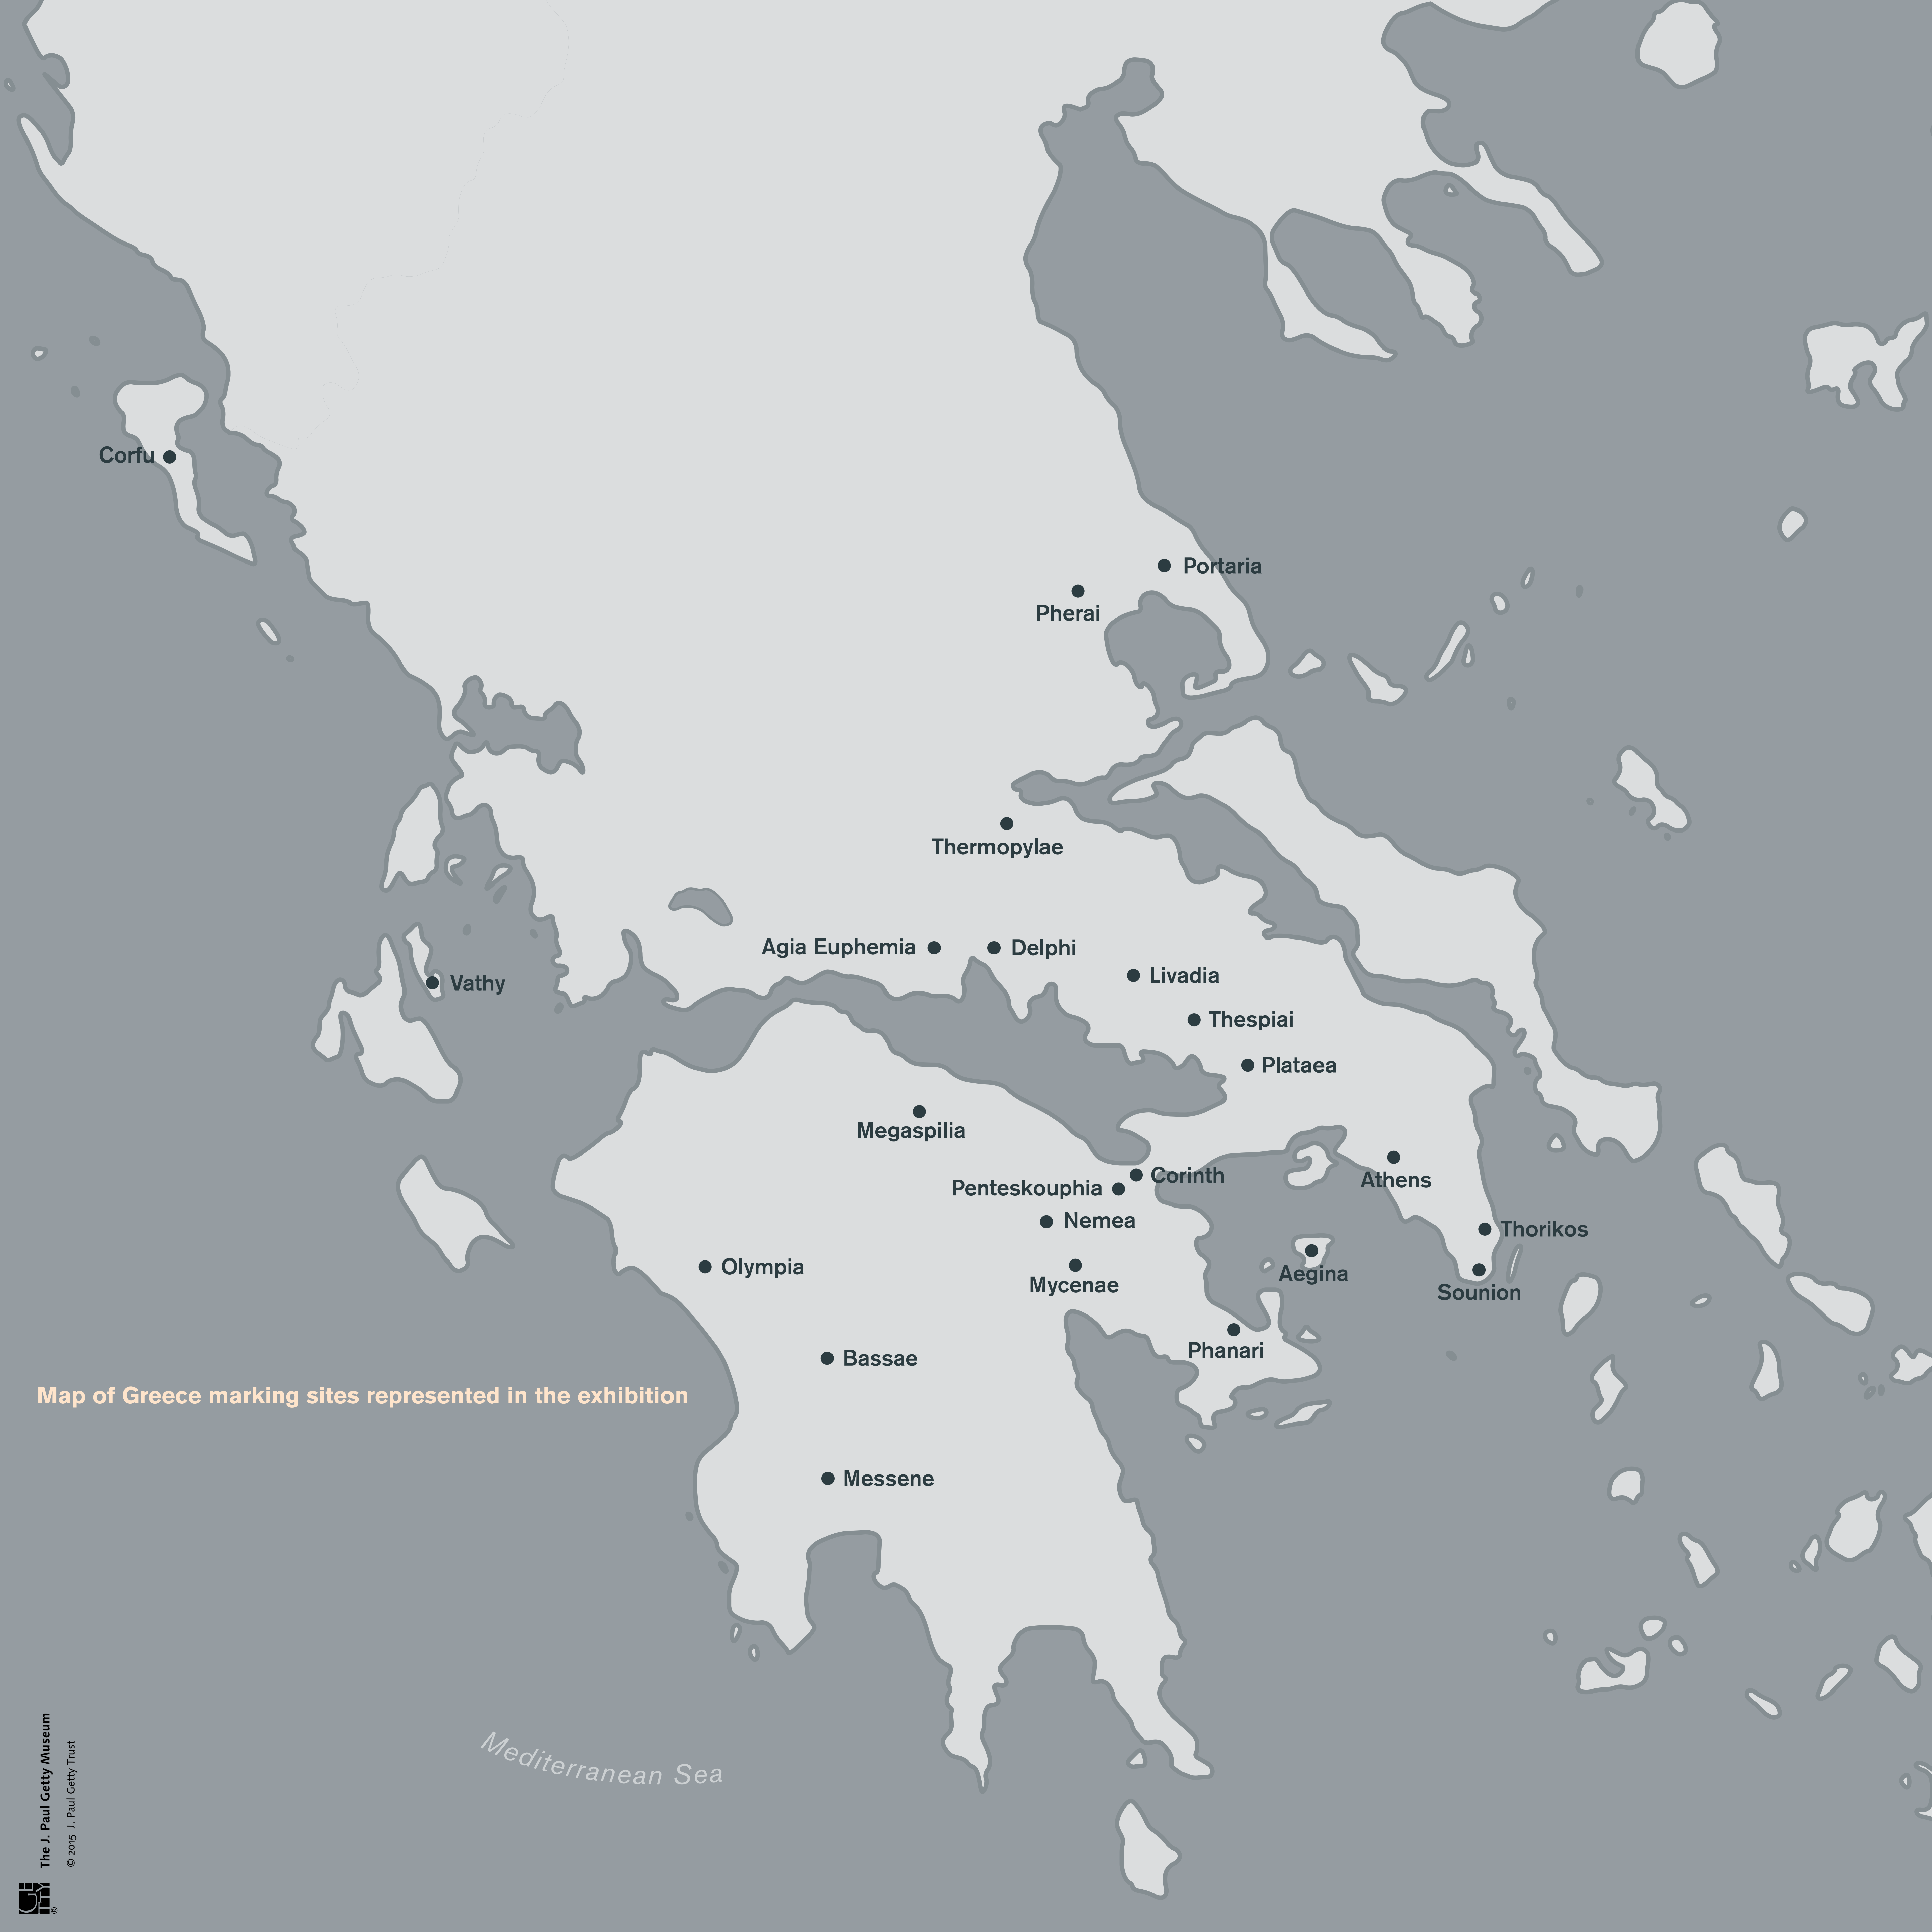 Corfu
Portaria
Pherai
Thermopylae
Agia Euphemia
Delphi
Livadia
Vathy
Thespiai
Plataea
Megaspilia
Athens
Corinth
Penteskouphia
Nemea
Thorikos
Olympia
Mycenae
Aegina
Sounion
Phanari
Bassae
Map of Greece marking sites represented in the exhibition
Messene
Mediterranean Sea
The J. Paul Getty Museum
© 2015 J. Paul Getty Trust
Getty
®